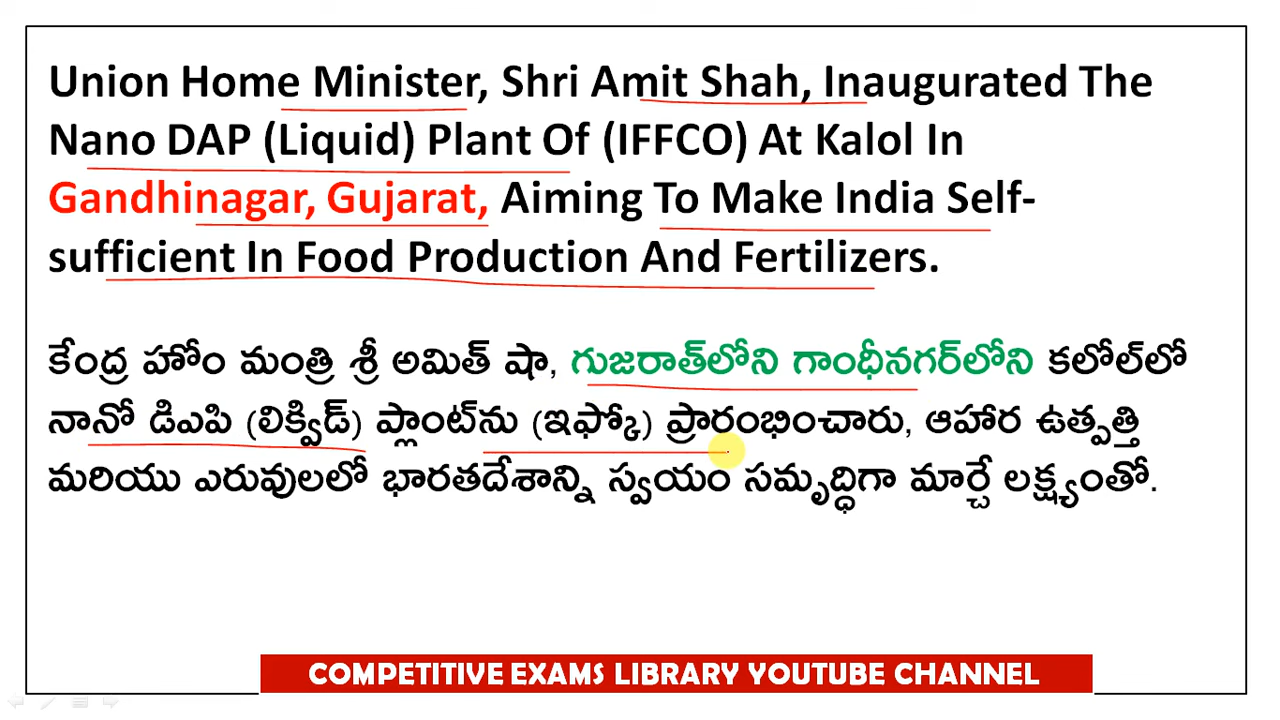 Union Home Minister, Shri Amit Shah, Inaugurated The
Nano DAP (Liquid) Plant Of (IFFCO) At Kalol In
Gandhinagar, Gujarat, Aiming To Make India Self-
sufficient In Food Production And Fertilizers.
కేంద్ర హోం మంత్రి శ్రీ అమిత్ షా, గుజరాత్‌లోని గాంధీనగర్‌లోని కలోల్‌లో
నానో డిఎపి (లిక్విడ్) ప్లాంట్‌ను (ఇఫ్కో) ప్రారంభించారు, ఆహార ఉత్పత్తి
మరియు ఎరువులలో భారతదేశాన్ని స్వయం సమృద్ధిగా మార్చే లక్ష్యంతో.
COMPETITIVE EXAMS LIBRARY YOUTUBE CHANNEL